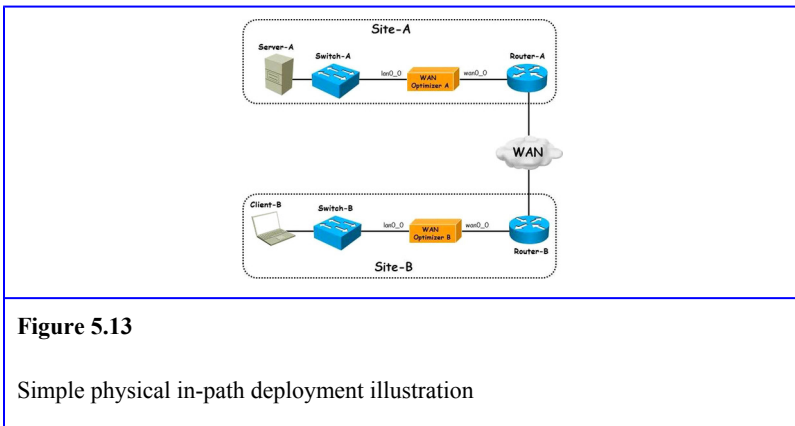 Site-A
Server-A
Switch-A
lan0_0
WAN
Optimizer A
wan0_0
Router-A
WAN
Client-B
Switch-B
lan0_0
WAN
Optimizer B
wan0_0
Router-B
Site-B
Figure 5.13
Simple physical in-path deployment illustration